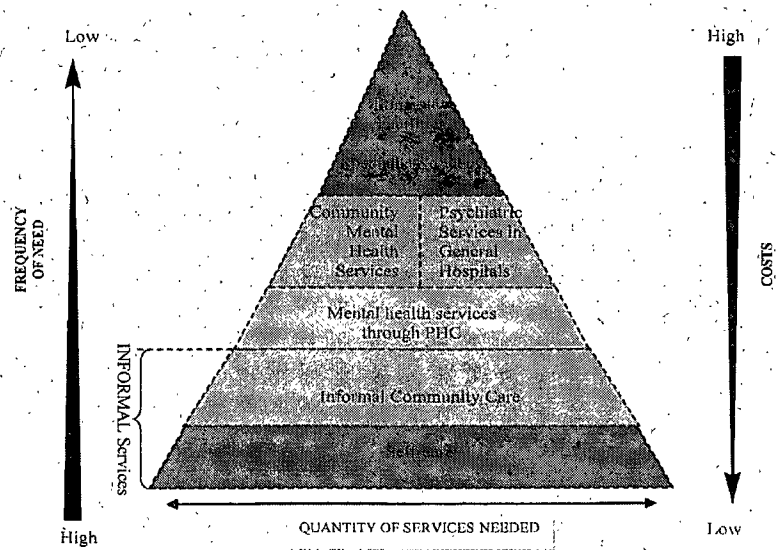 Low
High
FREQUENCY
OF NEED
COSTS
Community
Mental
Health
Services
Psychiatric
Services In
General
Hospitals
Mental health services
through PHC
INFORMAL Services
Informal Community Care
High
QUANTITY OF SERVICES NEEDED
Low